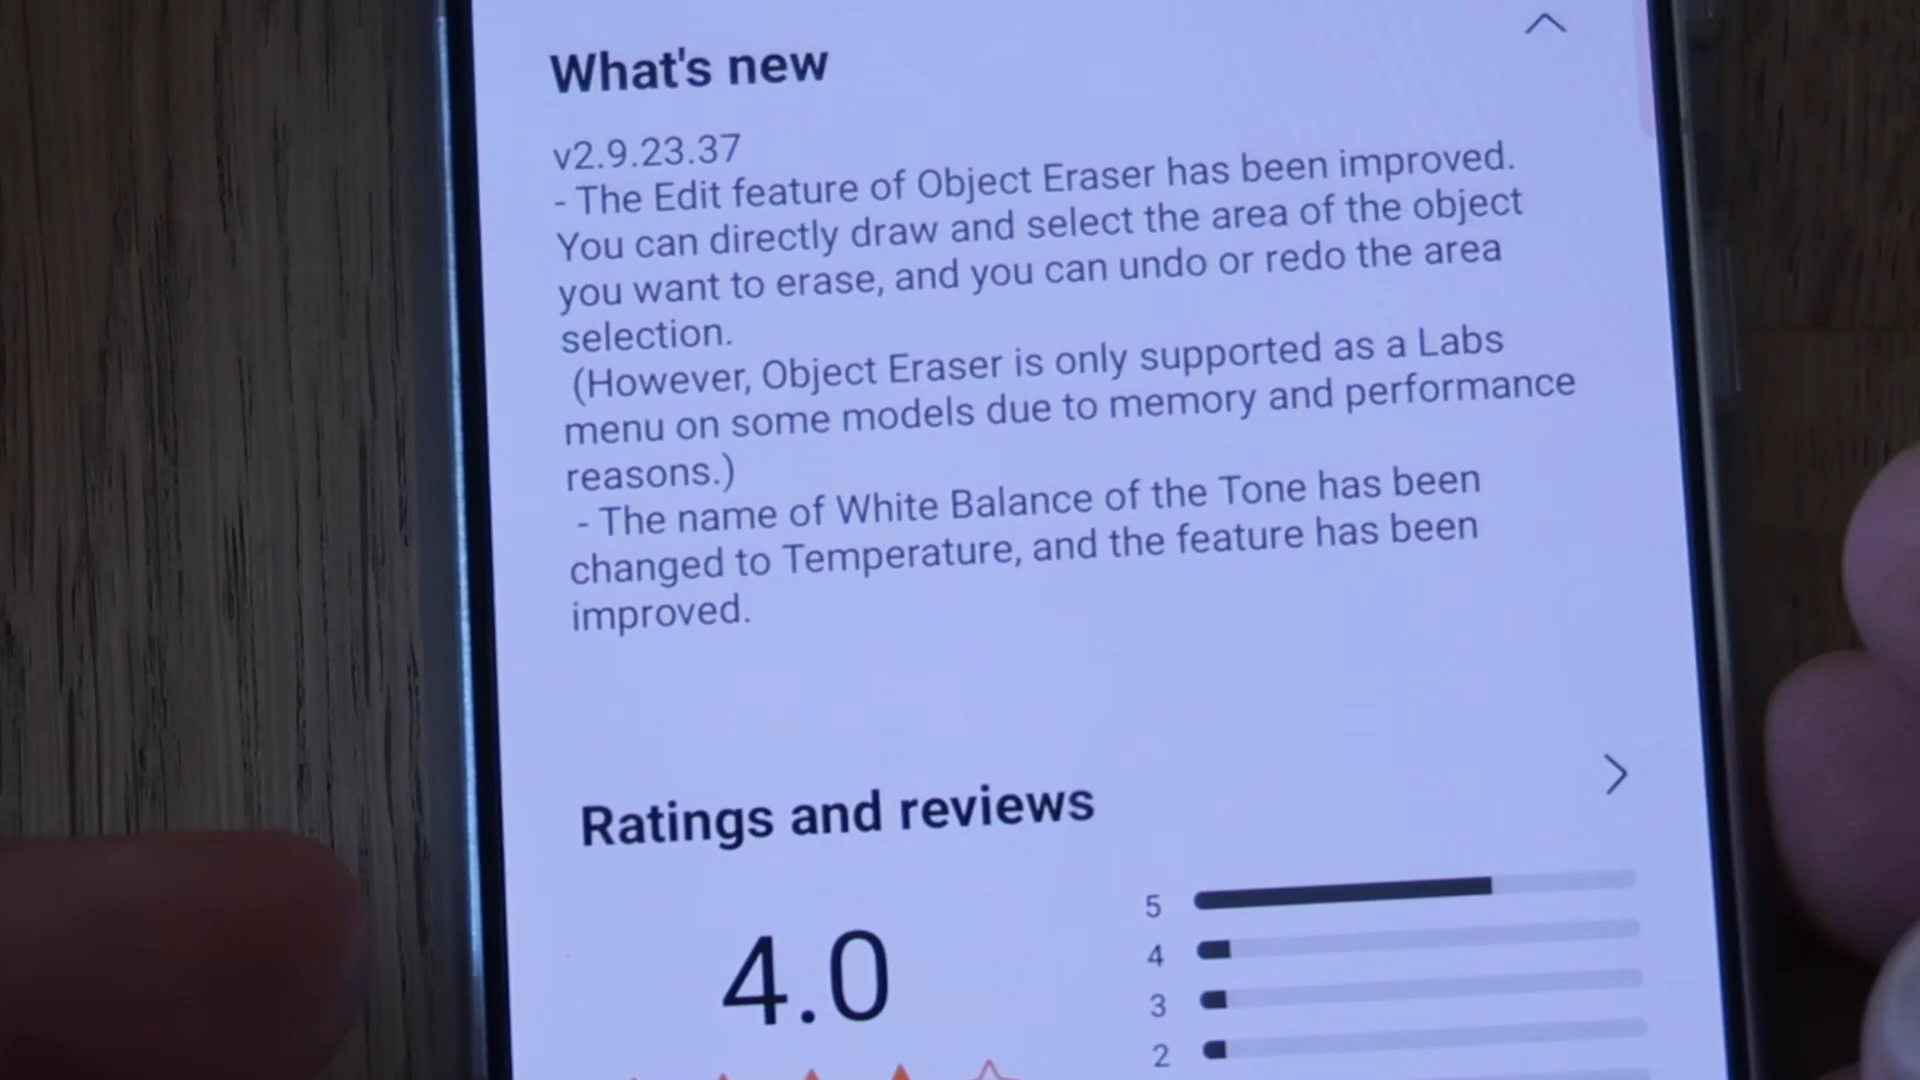 What's new
v2.9.23.37
- The Edit feature of Object Eraser has been improved.
You can directly draw and select the area of the object
you want to erase, and you can undo or redo the area
selection.
(However, Object Eraser is only supported as a Labs
menu on some models due to memory and performance
reasons.)
- The name of White Balance of the Tone has been
changed to Temperature, and the feature has been
improved.
Ratings and reviews
4.0
5
4
3
2